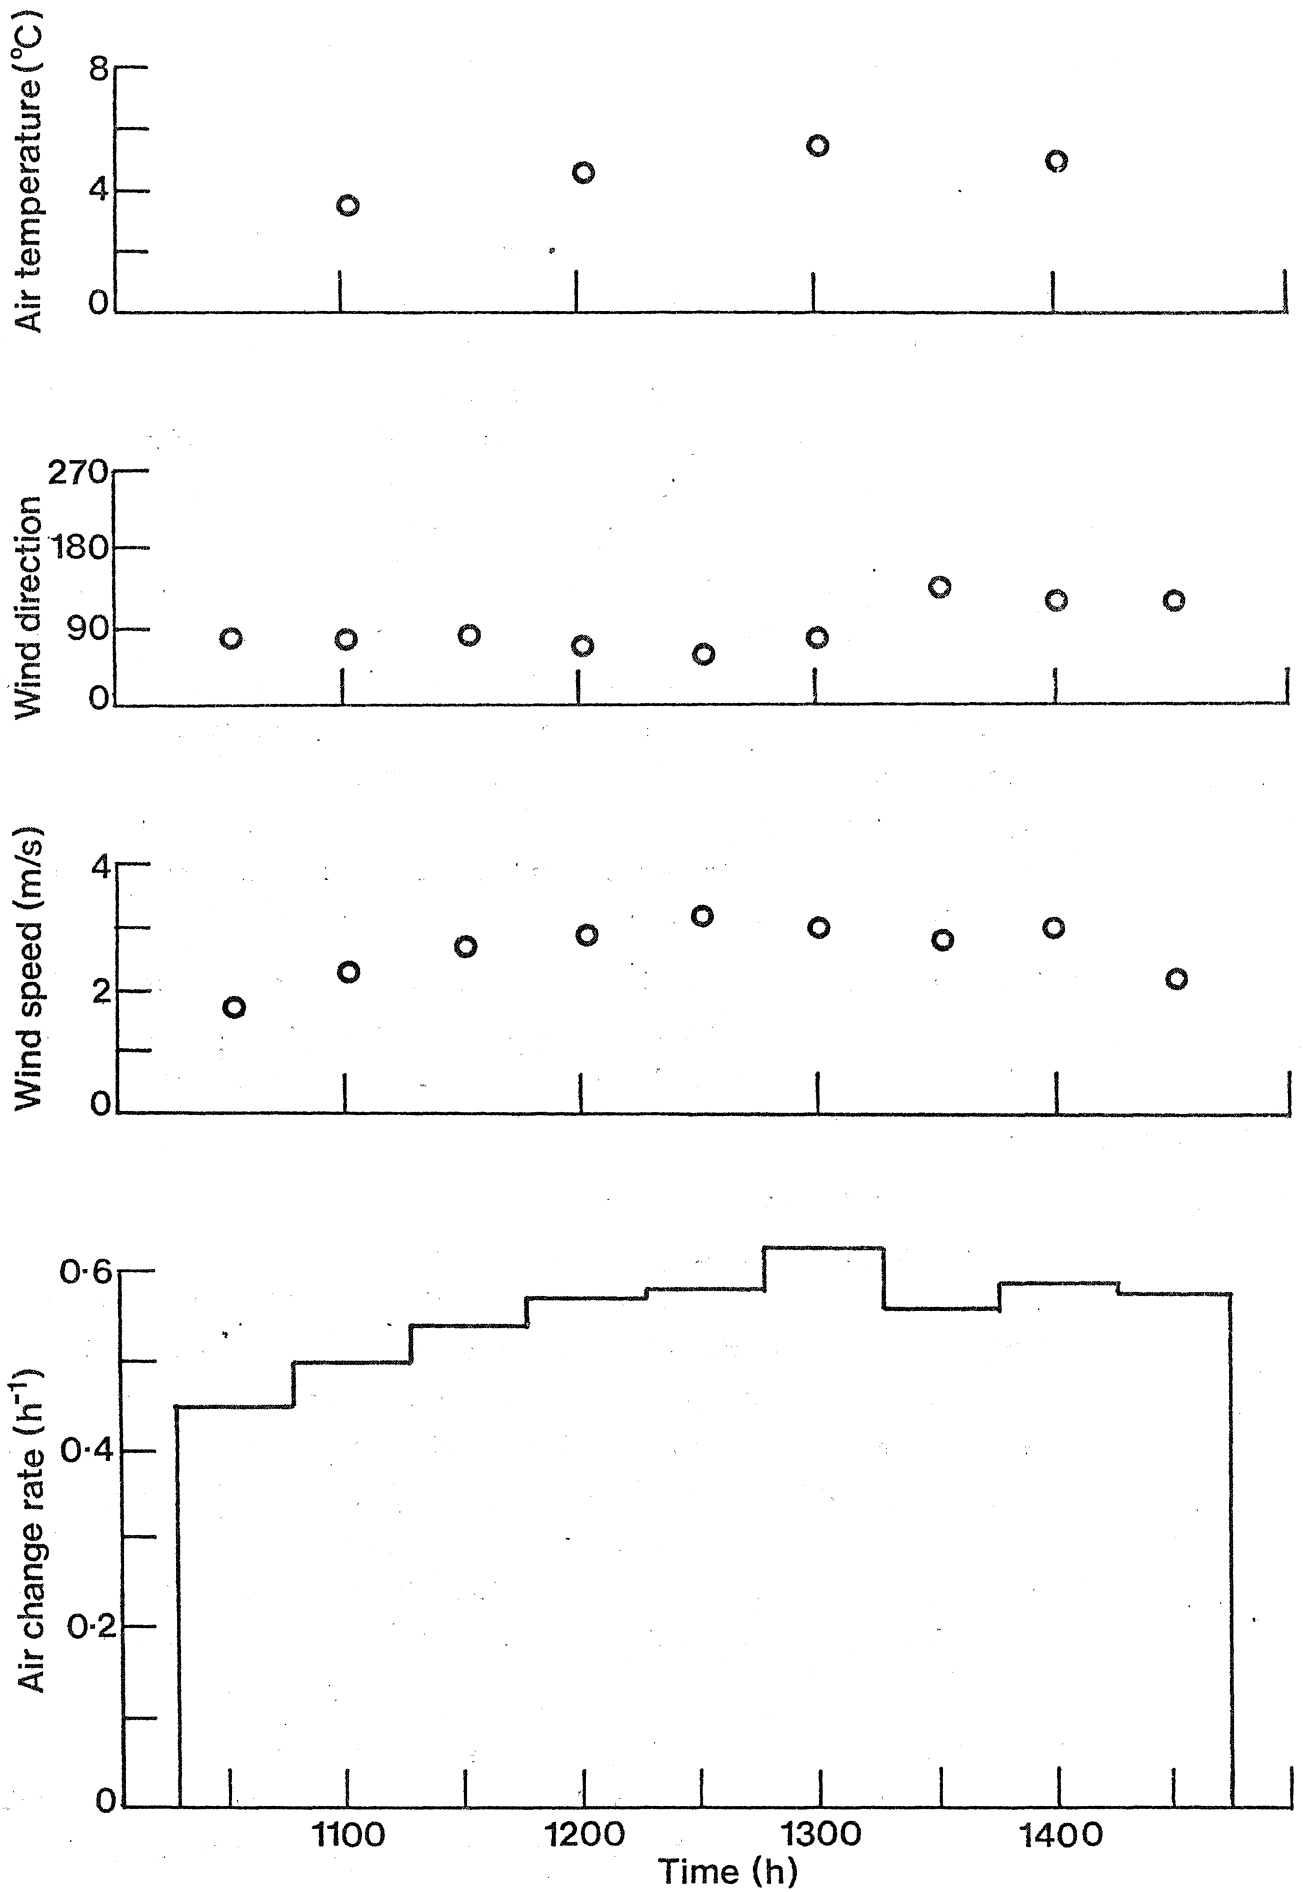 Air temperature (°C)
8
4
0
Wind direction
270
180
90
0
Wind speed (m/s)
4
2
0
Air change rate (h⁻¹)
0·6
0·4
0·2
0
1100 1200 1300 1400
Time (h)